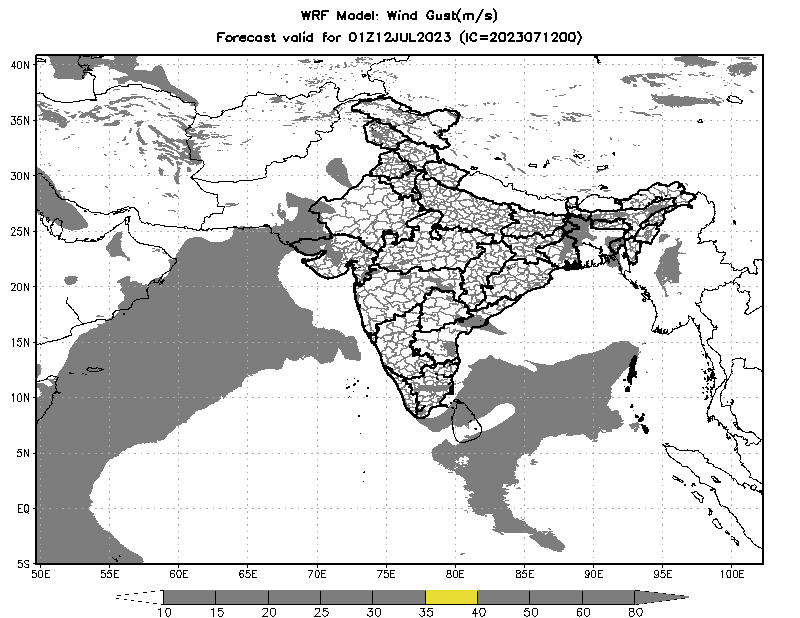 WRF Model: Wind Gust(m/s)
Forecast valid for 01Z12JUL2023 (IC=2023071200)
40N
35N
30N
25N
20N
15N
10N
5N
EQ
5S
50E 55E 60E 65E 70E 75E 80E 85E 90E 95E 100E
10 15 20 25 30 35 40 50 60 80